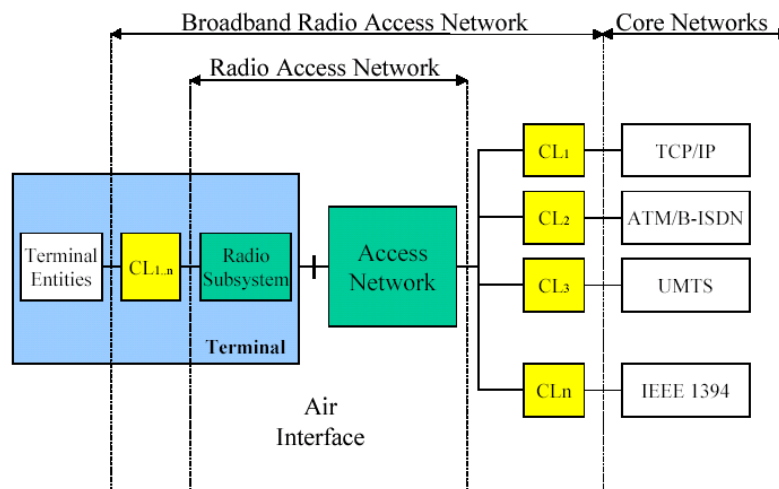 Broadband Radio Access Network
Core Networks
Radio Access Network
CL₁
TCP/IP
CL₂
ATM/B-ISDN
Terminal
Entities
CL₁..ₙ
Radio
Subsystem
Access
Network
CL₃
UMTS
Terminal
CLn
IEEE 1394
Air
Interface